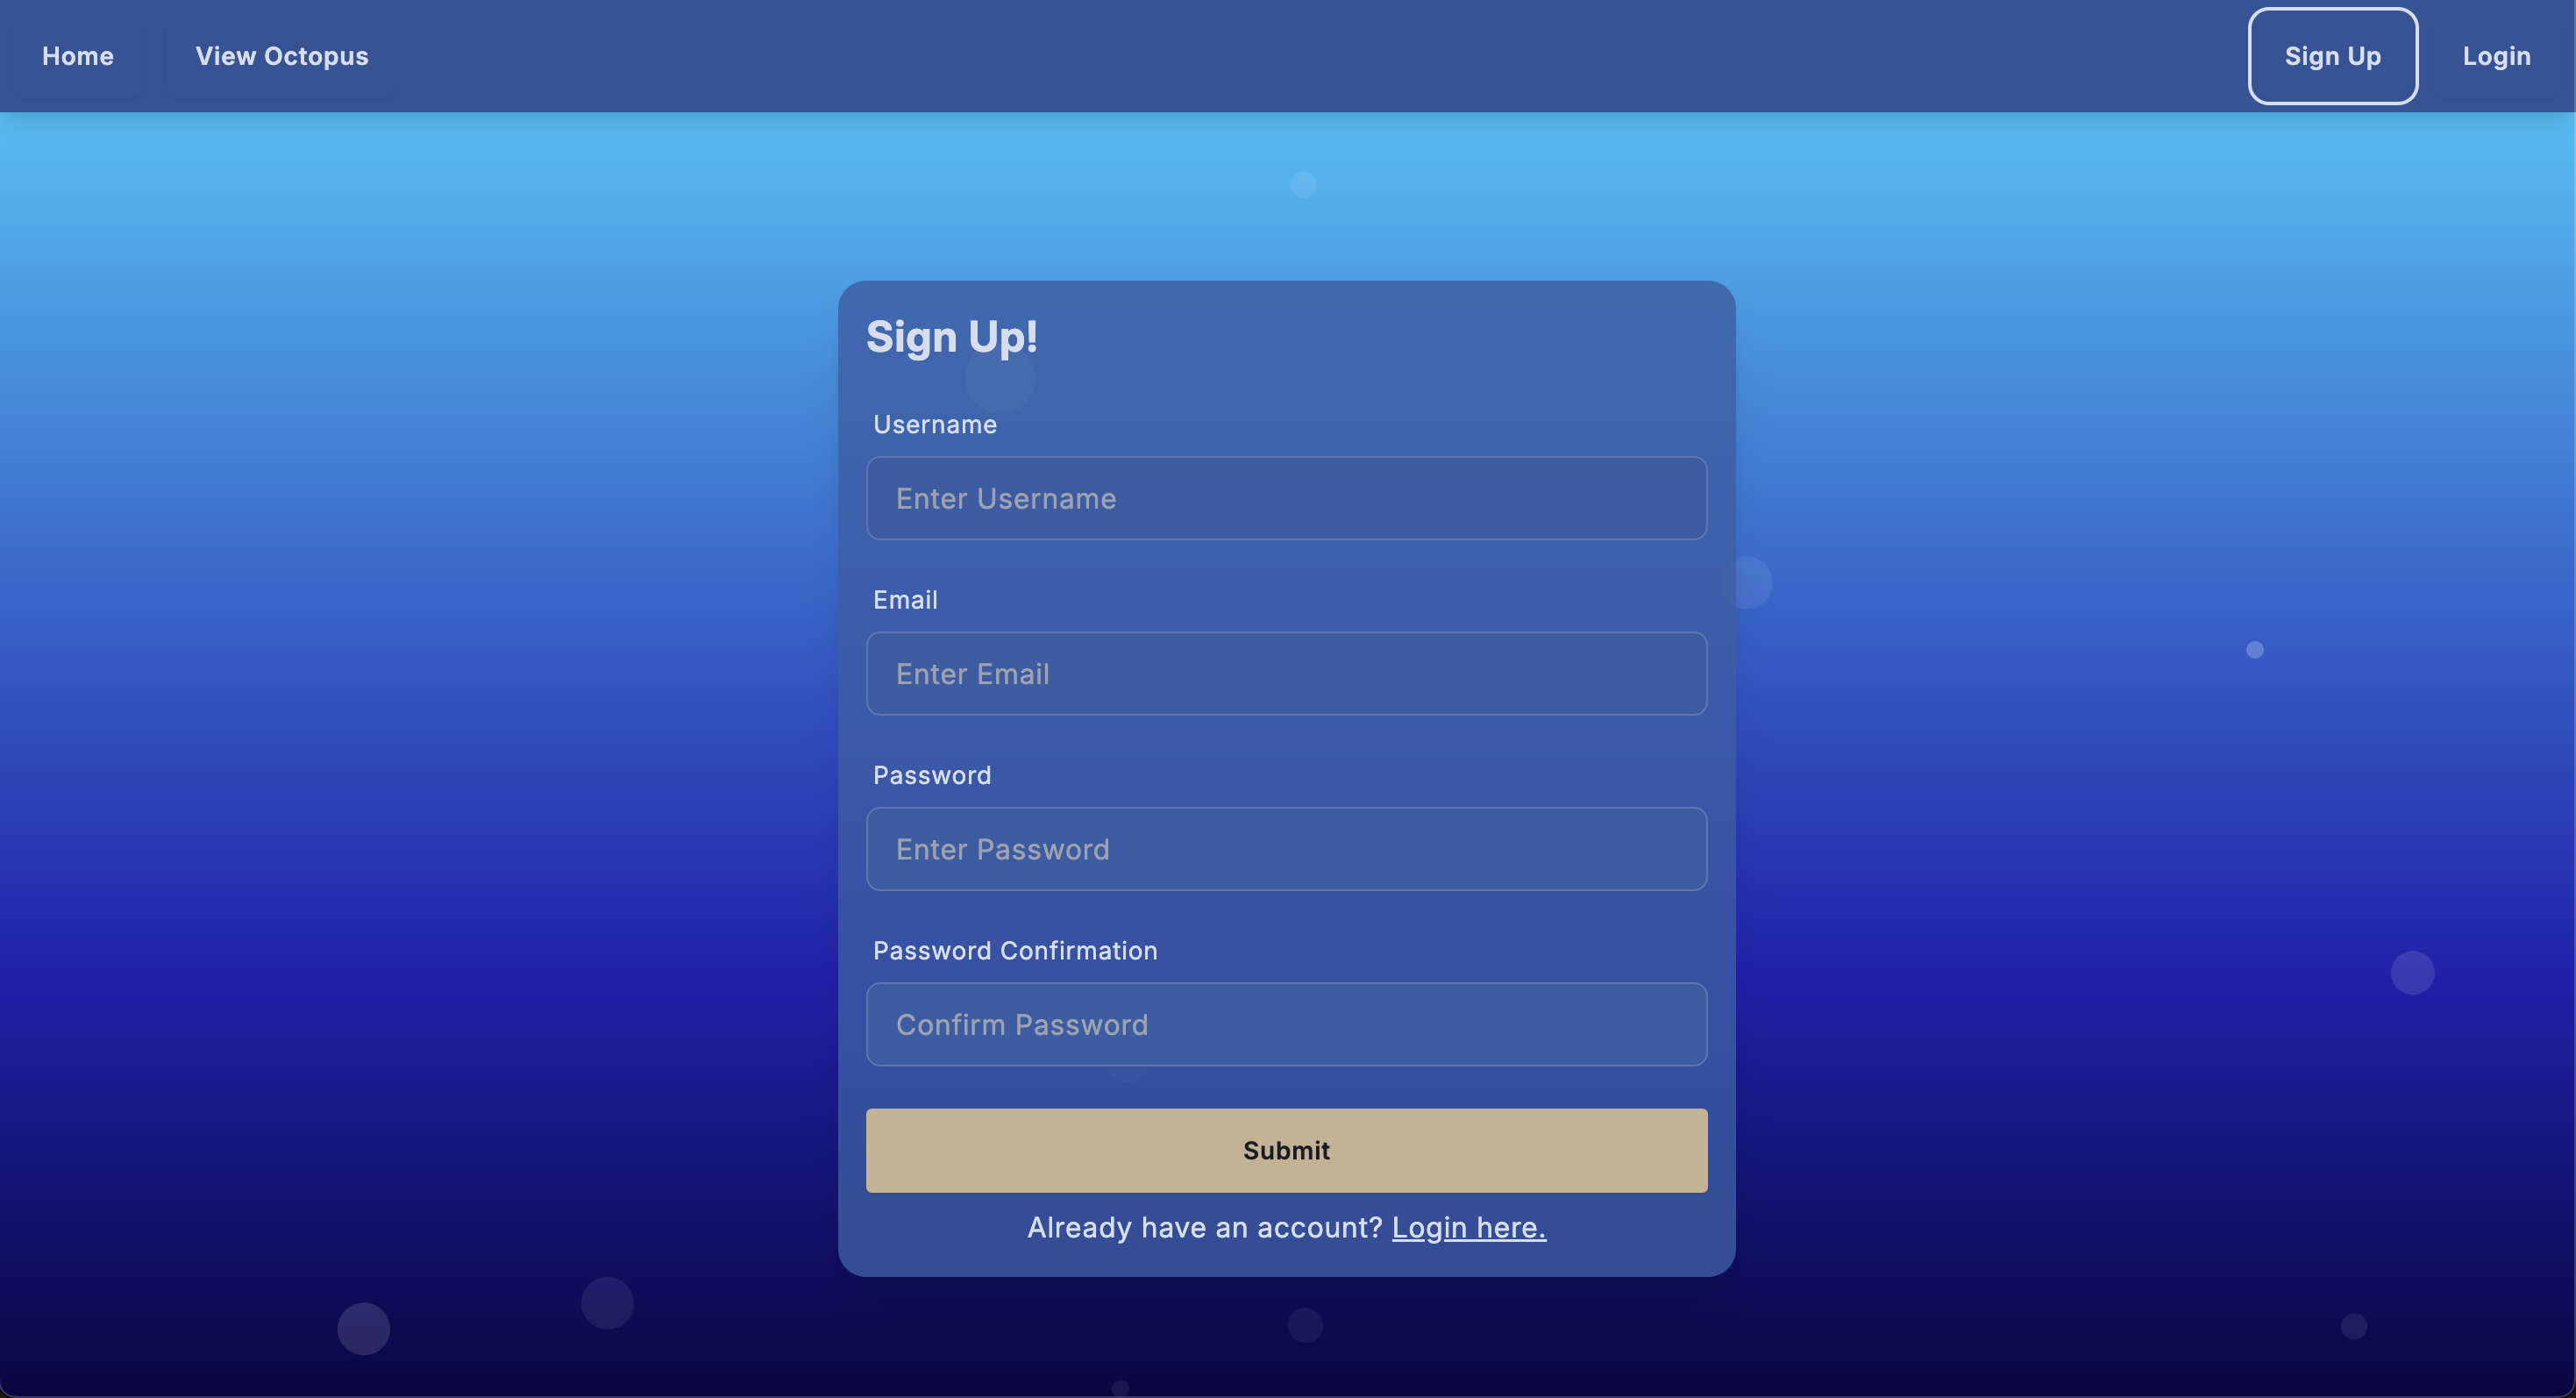 Home View Octopus Sign Up Login
Sign Up!
Username
Enter Username
Email
Enter Email
Password
Enter Password
Password Confirmation
Confirm Password
Submit
Already have an account? Login here.